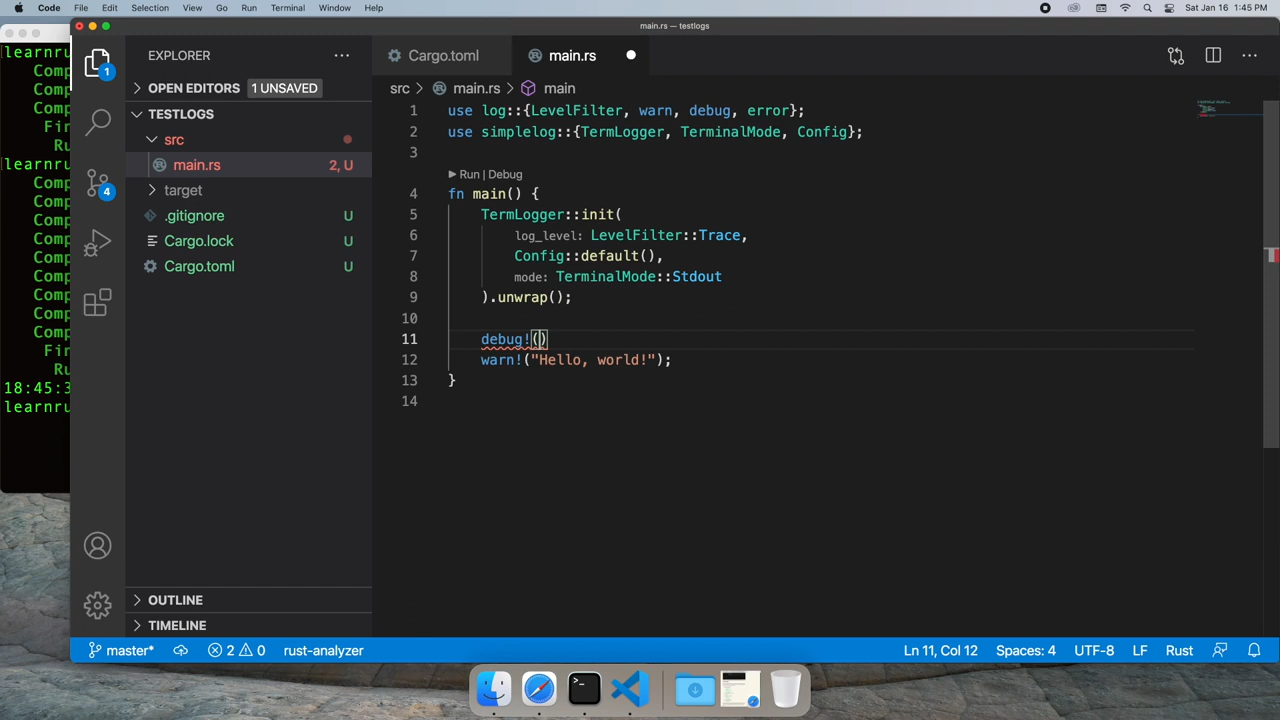 Code File Edit Selection View Go Run Terminal Window Help Sat Jan 16 1:45 PM
main.rs — testlogs
learnru
Comp
Comp
Comp
Fin
Ru
learnru
Comp
Comp
Comp
Comp
Comp
Comp
Comp
Comp
Comp
Fin
Ru
18:45:3
learnru
1
4
EXPLORER
OPEN EDITORS 1 UNSAVED
TESTLOGS
src
main.rs 2, U
target
.gitignore U
Cargo.lock U
Cargo.toml U
OUTLINE
TIMELINE
Cargo.toml main.rs
src > main.rs > main
1 use log::{LevelFilter, warn, debug, error};
2 use simplelog::{TermLogger, TerminalMode, Config};
3
Run | Debug
4 fn main() {
5 TermLogger::init(
6 log_level: LevelFilter::Trace,
7 Config::default(),
8 mode: TerminalMode::Stdout
9 ).unwrap();
10
11 debug!()
12 warn!("Hello, world!");
13 }
14
master* 2 0 rust-analyzer Ln 11, Col 12 Spaces: 4 UTF-8 LF Rust